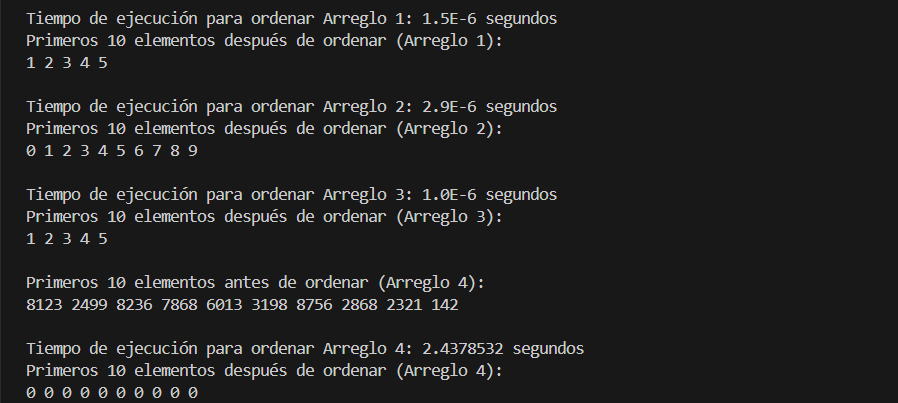 Tiempo de ejecución para ordenar Arreglo 1: 1.5E-6 segundos
Primeros 10 elementos después de ordenar (Arreglo 1):
1 2 3 4 5
Tiempo de ejecución para ordenar Arreglo 2: 2.9E-6 segundos
Primeros 10 elementos después de ordenar (Arreglo 2):
0 1 2 3 4 5 6 7 8 9
Tiempo de ejecución para ordenar Arreglo 3: 1.0E-6 segundos
Primeros 10 elementos después de ordenar (Arreglo 3):
1 2 3 4 5
Primeros 10 elementos antes de ordenar (Arreglo 4):
8123 2499 8236 7868 6013 3198 8756 2868 2321 142
Tiempo de ejecución para ordenar Arreglo 4: 2.4378532 segundos
Primeros 10 elementos después de ordenar (Arreglo 4):
0 0 0 0 0 0 0 0 0 0